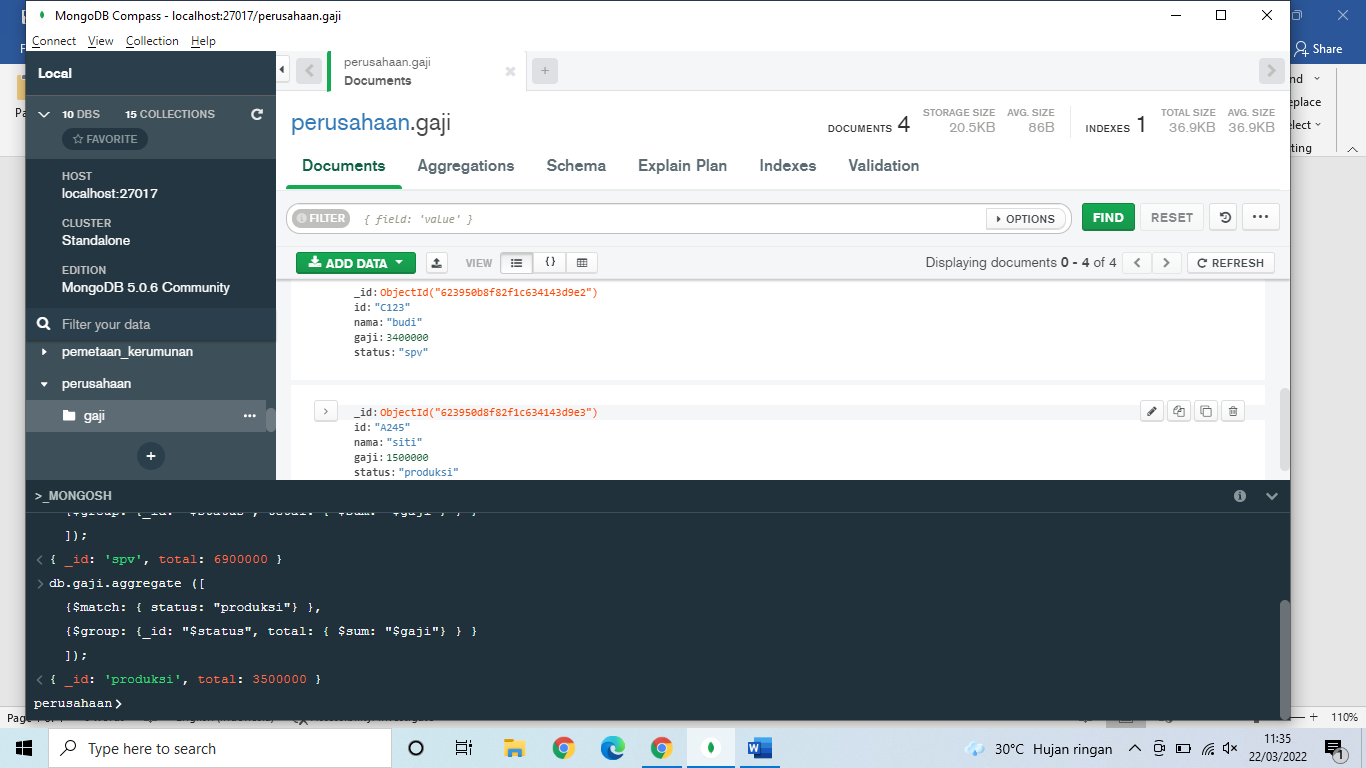 MongoDB Compass - localhost:27017/perusahaan.gaji
Connect View Collection Help
Share
Local
perusahaan.gaji
Documents
10 DBS 15 COLLECTIONS
FAVORITE
HOST
localhost:27017
CLUSTER
Standalone
EDITION
MongoDB 5.0.6 Community
Filter your data
pemetaan_kerumunan
perusahaan
gaji
perusahaan.gaji
DOCUMENTS 4
STORAGE SIZE
20.5KB
AVG. SIZE
86B
INDEXES 1
TOTAL SIZE
36.9KB
AVG. SIZE
36.9KB
Documents Aggregations Schema Explain Plan Indexes Validation
FILTER { field: 'value' } OPTIONS FIND RESET
ADD DATA VIEW {} Displaying documents 0 - 4 of 4 REFRESH
_id: ObjectId("623950b8f82f1c634143d9e2")
id: "C123"
nama: "budi"
gaji: 3400000
status: "spv"
_id: ObjectId("623950d8f82f1c634143d9e3")
id: "A245"
nama: "siti"
gaji: 1500000
status: "produksi"
>_MONGOSH
{$group: {_id: "$status", total: { $sum: "$gaji"} } }
]);
< { _id: 'spv', total: 6900000 }
> db.gaji.aggregate ([
{$match: { status: "produksi"} },
{$group: {_id: "$status", total: { $sum: "$gaji"} } }
]);
< { _id: 'produksi', total: 3500000 }
perusahaan>
110%
Type here to search
30°C Hujan ringan
11:35
22/03/2022
1